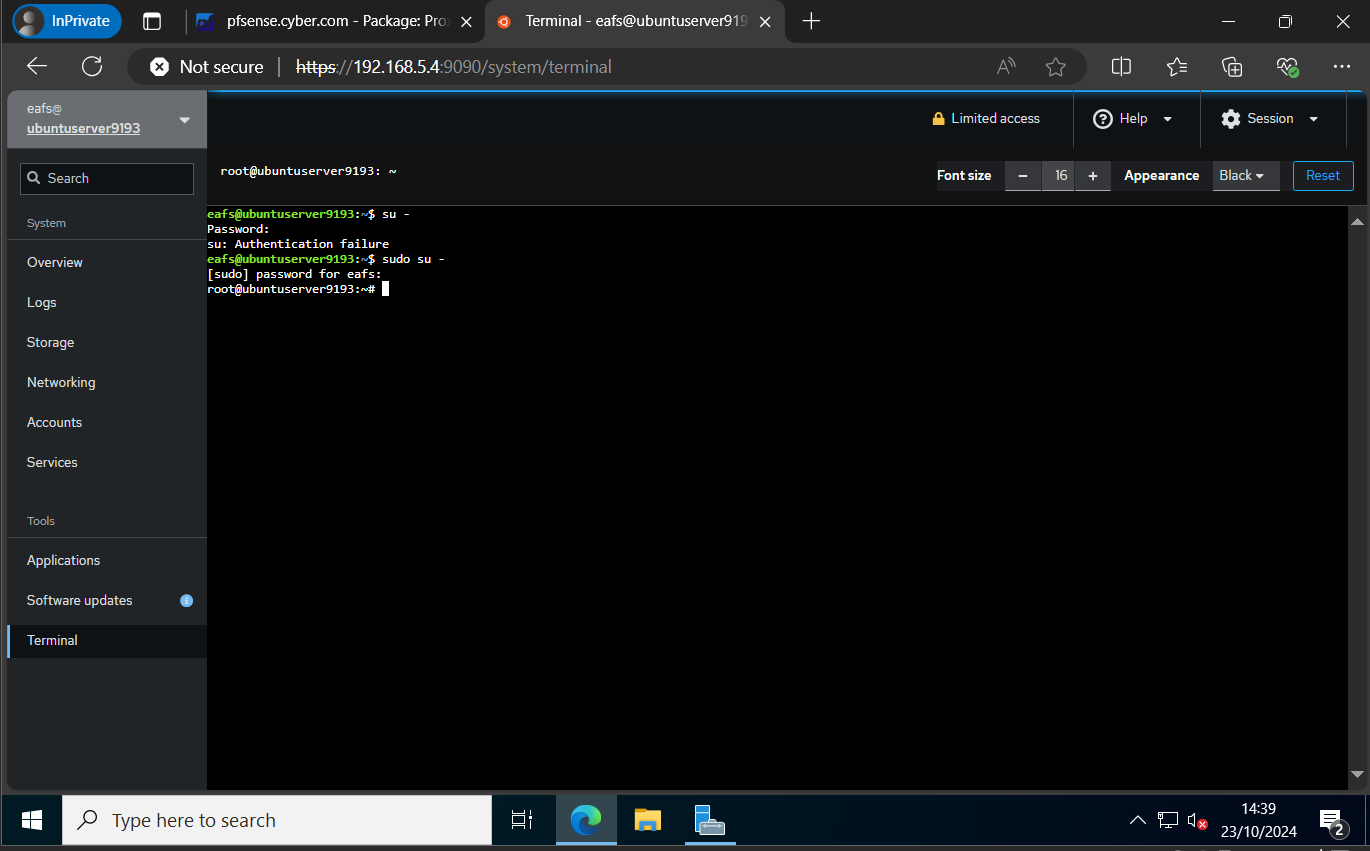 InPrivate
pfsense.cyber.com - Package: Pro
Terminal - eafs@ubuntuserver919
Not secure
https://192.168.5.4:9090/system/terminal
eafs@
ubuntuserver9193
Limited access
Help
Session
Search
root@ubuntuserver9193: ~
Font size
16
Appearance
Black
Reset
System
Overview
Logs
Storage
Networking
Accounts
Services
Tools
Applications
Software updates
Terminal
eafs@ubuntuserver9193:~$ su -
Password:
su: Authentication failure
eafs@ubuntuserver9193:~$ sudo su -
[sudo] password for eafs:
root@ubuntuserver9193:~#
Type here to search
14:39
23/10/2024
2